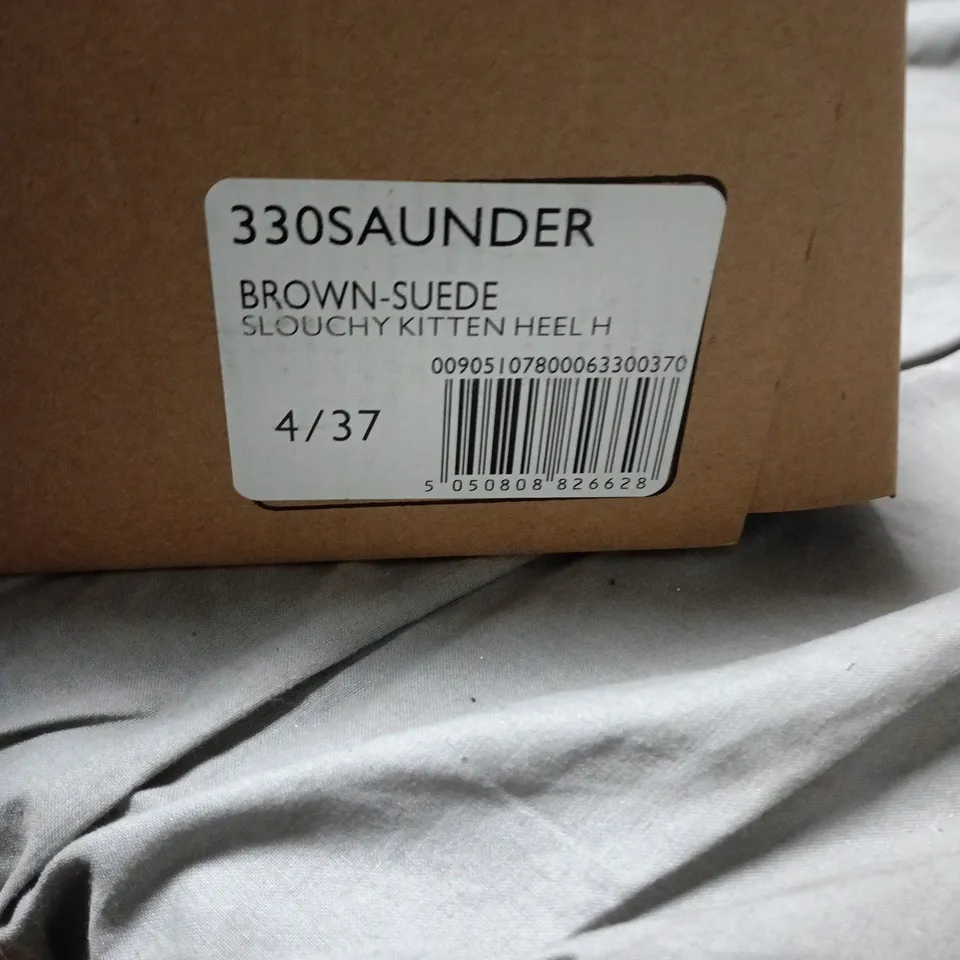 330SAUNDER
BROWN-SUEDE
SLOUCHY KITTEN HEEL H
00905107800063300370
4/37
5 050808 826628